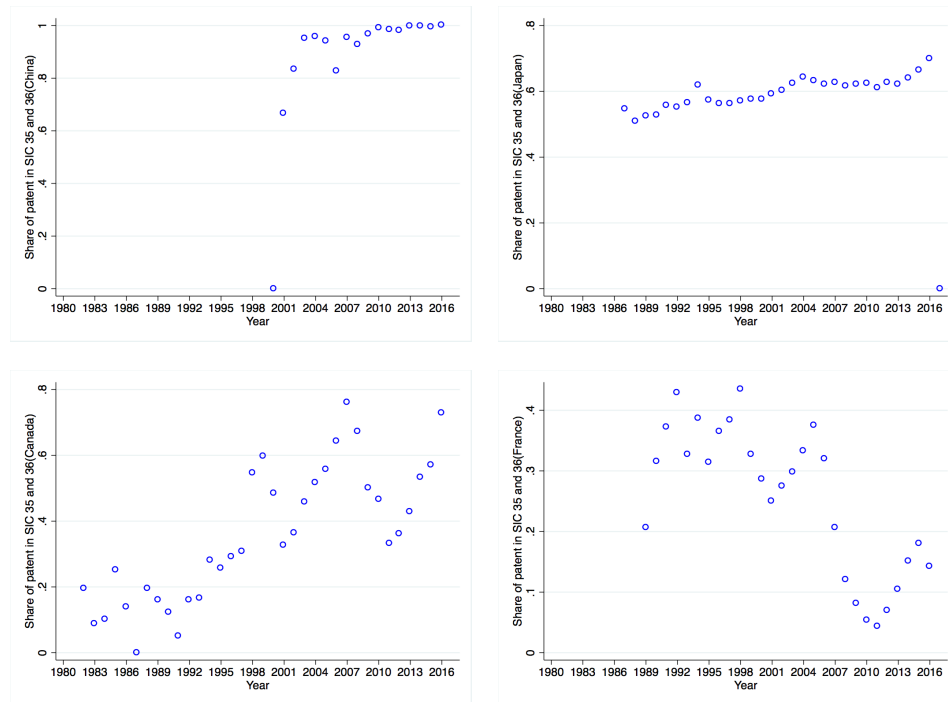 Share of patent in SIC 35 and 36(China)
1
.8
.6
.4
.2
0
1980 1983 1986 1989 1992 1995 1998 2001 2004 2007 2010 2013 2016
Year
Share of patent in SIC 35 and 36(Japan)
.8
.6
.4
.2
0
1980 1983 1986 1989 1992 1995 1998 2001 2004 2007 2010 2013 2016
Year
Share of patent in SIC 35 and 36(Canada)
.8
.6
.4
.2
0
1980 1983 1986 1989 1992 1995 1998 2001 2004 2007 2010 2013 2016
Year
Share of patent in SIC 35 and 36(France)
.4
.3
.2
.1
0
1980 1983 1986 1989 1992 1995 1998 2001 2004 2007 2010 2013 2016
Year